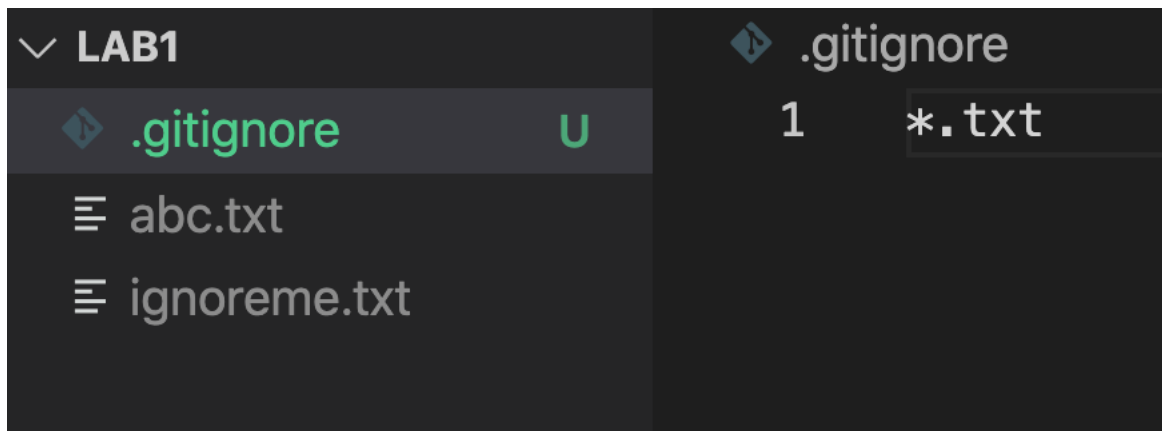 LAB1
.gitignore U
abc.txt
ignoreme.txt
.gitignore
1 *.txt